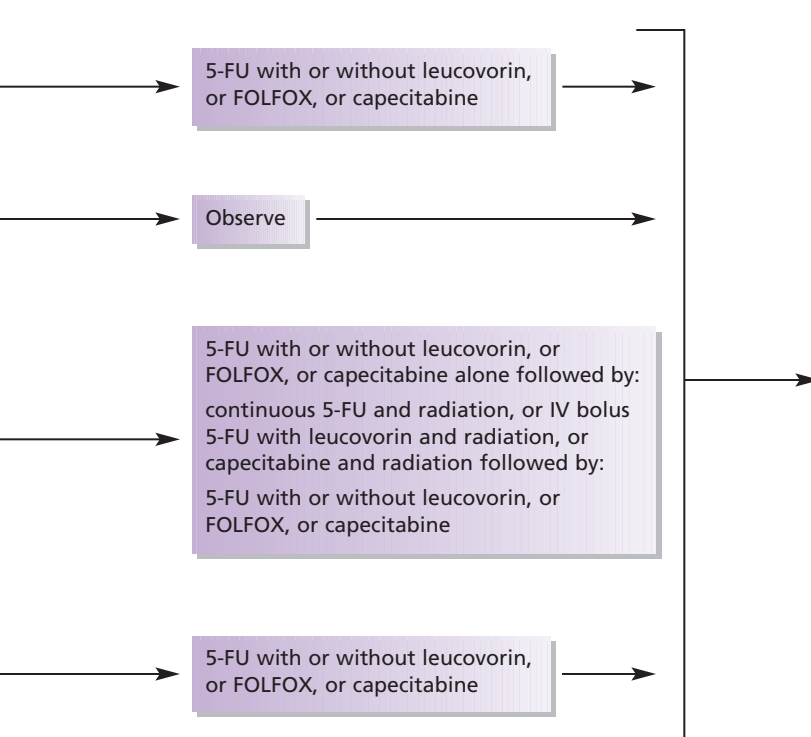 5-FU with or without leucovorin,
or FOLFOX, or capecitabine
Observe
5-FU with or without leucovorin, or
FOLFOX, or capecitabine alone followed by:
continuous 5-FU and radiation, or IV bolus
5-FU with leucovorin and radiation, or
capecitabine and radiation followed by:
5-FU with or without leucovorin, or
FOLFOX, or capecitabine
5-FU with or without leucovorin,
or FOLFOX, or capecitabine